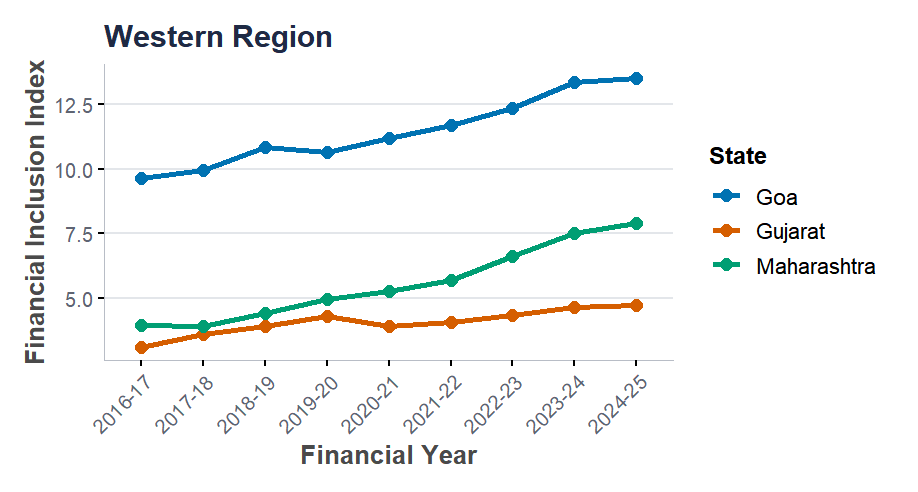 Western Region
Financial Inclusion Index
12.5
10.0
7.5
5.0
2016-17
2017-18
2018-19
2019-20
2020-21
2021-22
2022-23
2023-24
2024-25
Financial Year
State
Goa
Gujarat
Maharashtra